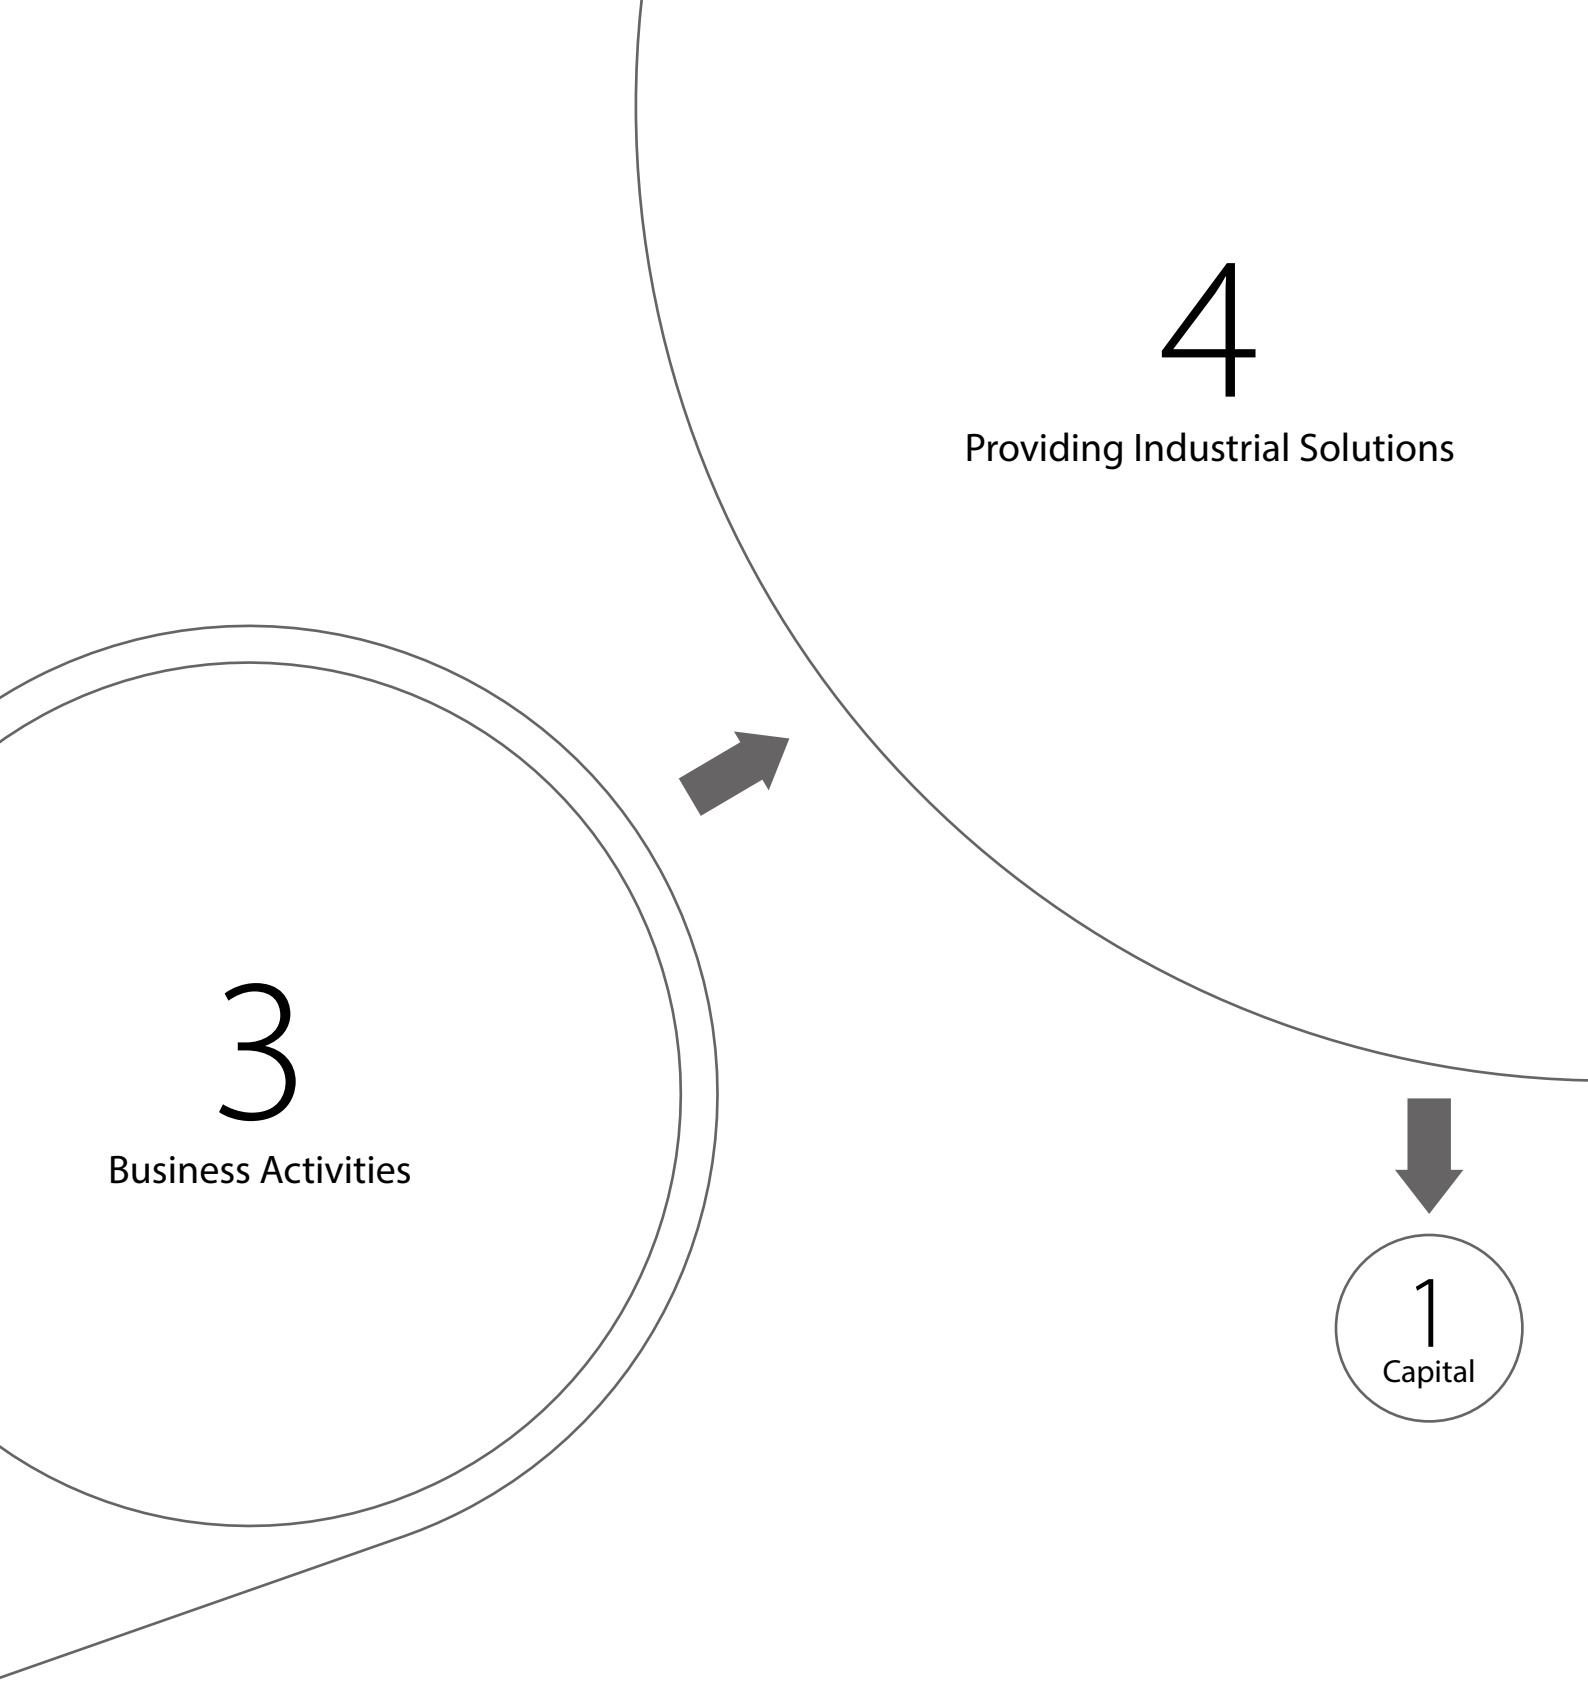 4
Providing Industrial Solutions
3
Business Activities
1
Capital